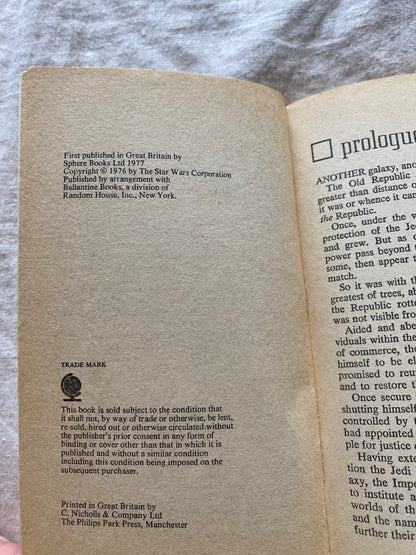 First published in Great Britain by
Sphere Books Ltd 1977
Copyright © 1976 by The Star Wars Corporation
Published by arrangement with
Ballantine Books, a division of
Random House, Inc., New York.
TRADE MARK
This book is sold subject to the condition that
it shall not, by way of trade or otherwise, be lent,
re-sold, hired out or otherwise circulated without
the publisher's prior consent in any form of
binding or cover other than that in which it is
published and without a similar condition
including this condition being imposed on the
subsequent purchaser.
Printed in Great Britain by
C. Nicholls & Company Ltd
The Philips Park Press, Manchester
prologue
ANOTHER galaxy, an
The Old Republic
greater than distance o
it was or whence it ca
the Republic.
Once, under the w
protection of the Je
and grew. But as o
power pass beyond t
some, then appear t
match.
So it was with the
greatest of trees, ab
the Republic rotte
was not visible fro
Aided and abe
viduals within the
of commerce, the
himself to be el
promised to reun
and to restore t
Once secure
shutting himsel
controlled by t
had appointed
ple for justice
Having exter
tion the Jedi
axy, the Impe
to institute a
worlds of th
and the nam
further their